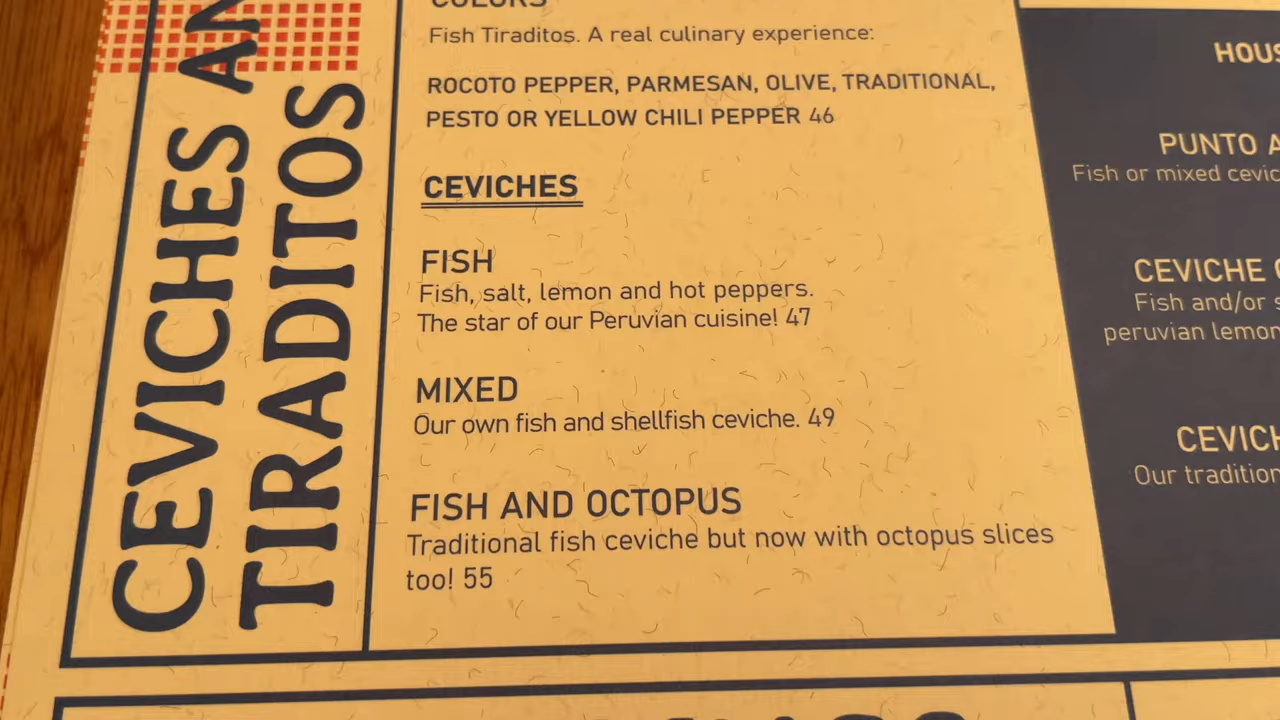 CEVICHES AN
TIRADITOS
COLORS
Fish Tiraditos. A real culinary experience:
ROCOTO PEPPER, PARMESAN, OLIVE, TRADITIONAL,
PESTO OR YELLOW CHILI PEPPER 46
CEVICHES
FISH
Fish, salt, lemon and hot peppers.
The star of our Peruvian cuisine! 47
MIXED
Our own fish and shellfish ceviche. 49
FISH AND OCTOPUS
Traditional fish ceviche but now with octopus slices
too! 55
HOUS
PUNTO A
Fish or mixed cevic
CEVICHE
Fish and/or s
peruvian lemon
CEVICH
Our tradition